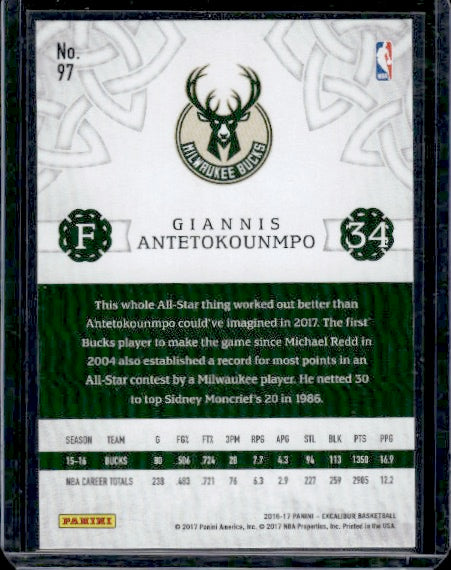 No.
97
NBA
MILWAUKEE BUCKS
GIANNIS
F ANTETOKOUNMPO 34
This whole All-Star thing worked out better than
Antetokounmpo could've imagined in 2017. The first
Bucks player to make the game since Michael Redd in
2004 also established a record for most points in an
All-Star contest by a Milwaukee player. He netted 30
to top Sidney Moncrief's 20 in 1986.
SEASON TEAM G FG% FT% 3PM RPG APG STL BLK PTS PPG
15-16 BUCKS 80 .506 .724 28 7.7 4.3 94 113 1350 16.9
NBA CAREER TOTALS 238 .483 .721 76 6.3 2.9 227 259 2985 12.2
PANINI
2016-17 PANINI – EXCALIBUR BASKETBALL
© 2017 Panini America, Inc. © 2017 NBA Properties, Inc. Printed in the USA.